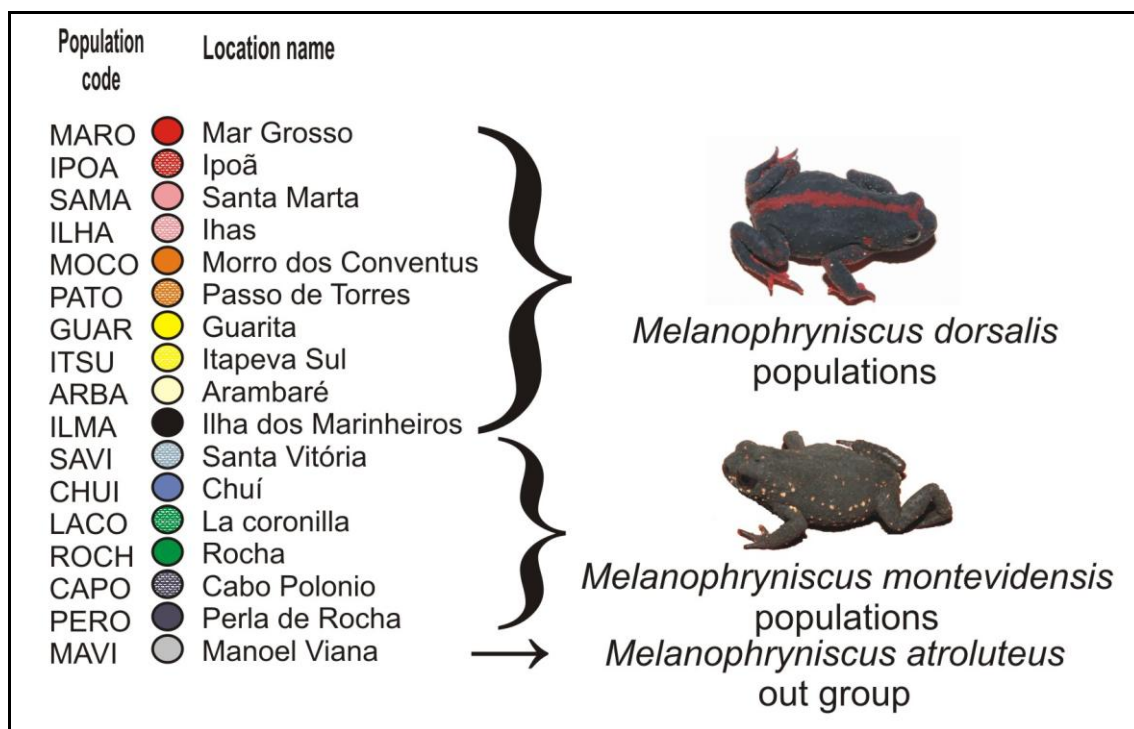 Population code
Location name
MARO Mar Grosso
IPOA Ipoã
SAMA Santa Marta
ILHA Ihas
MOCO Morro dos Conventus
PATO Passo de Torres
GUAR Guarita
ITSU Itapeva Sul
ARBA Arambaré
ILMA Ilha dos Marinheiros
SAVI Santa Vitória
CHUI Chuí
LACO La coronilla
ROCH Rocha
CAPO Cabo Polonio
PERO Perla de Rocha
MAVI Manoel Viana
Melanophryniscus dorsalis
populations
Melanophryniscus montevidensis
populations
Melanophryniscus atroluteus
out group